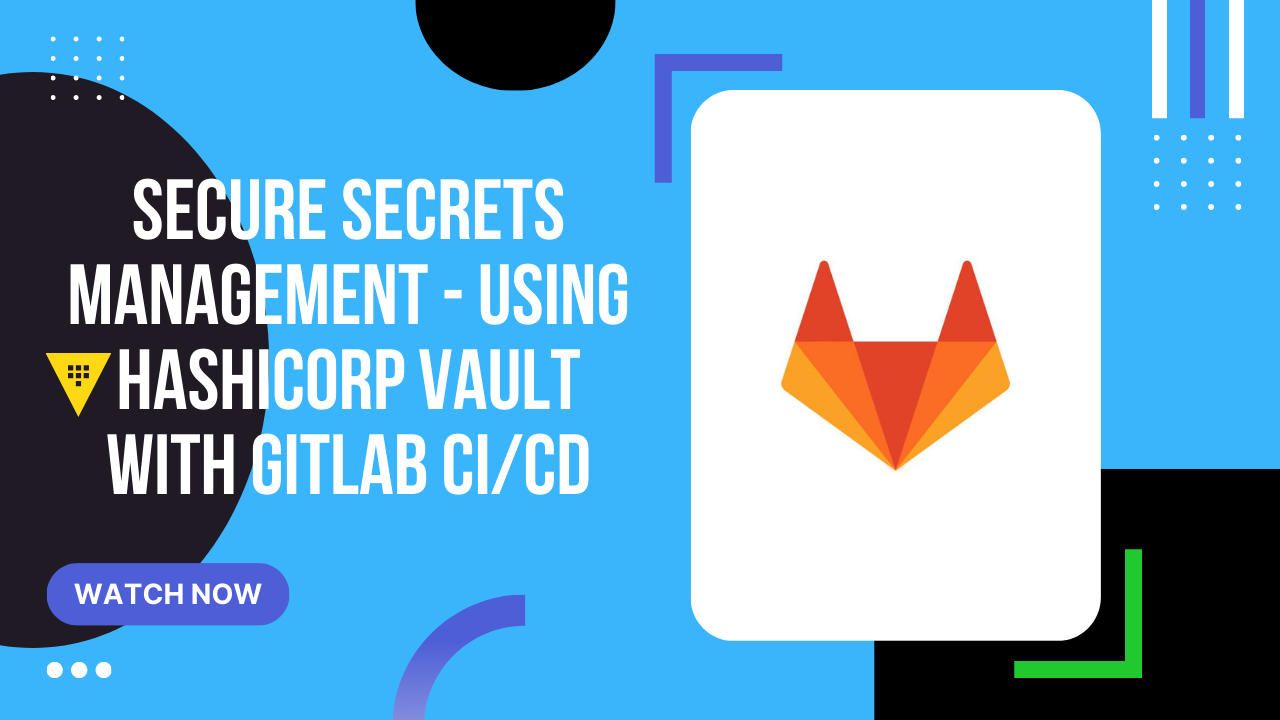 SECURE SECRETS
MANAGEMENT - USING
HASHICORP VAULT
WITH GITLAB CI/CD
WATCH NOW